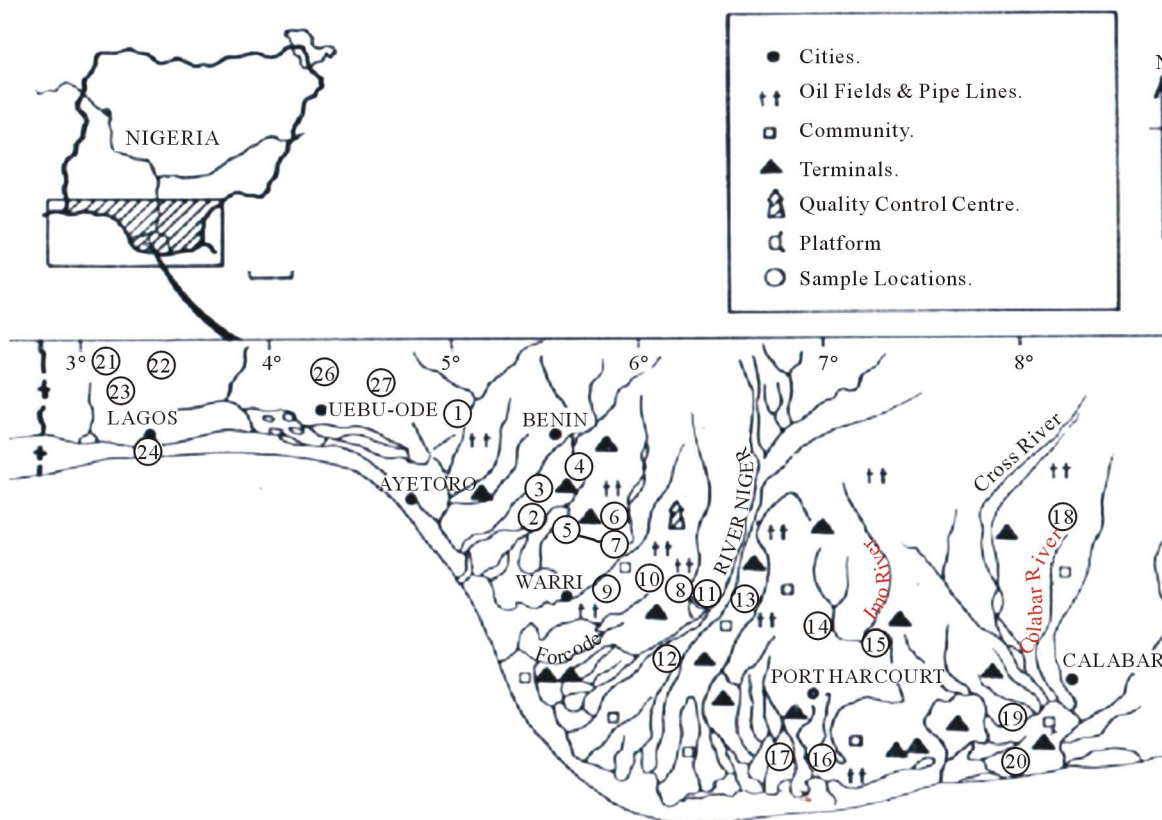 NIGERIA
Cities.
Oil Fields & Pipe Lines.
Community.
Terminals.
Quality Control Centre.
Platform
Sample Locations.
N
3° 4° 5° 6° 7° 8°
21 22 23
26 27
LAGOS
24
UEBU-ODE
1
BENIN
AYETORO
4
3
2
5
6
7
WARRI
9
10
8
11
RIVER NIGER
13
12
Forcode
14
15
Imo River
PORT HARCOURT
17
16
Cross River
18
Colabar River
CALABAR
19
20